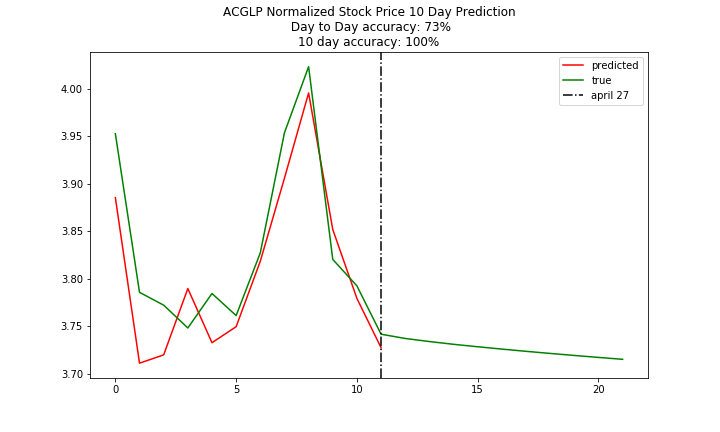 ACGLP Normalized Stock Price 10 Day Prediction
Day to Day accuracy: 73%
10 day accuracy: 100%
predicted
true
april 27
4.00
3.95
3.90
3.85
3.80
3.75
3.70
0 5 10 15 20